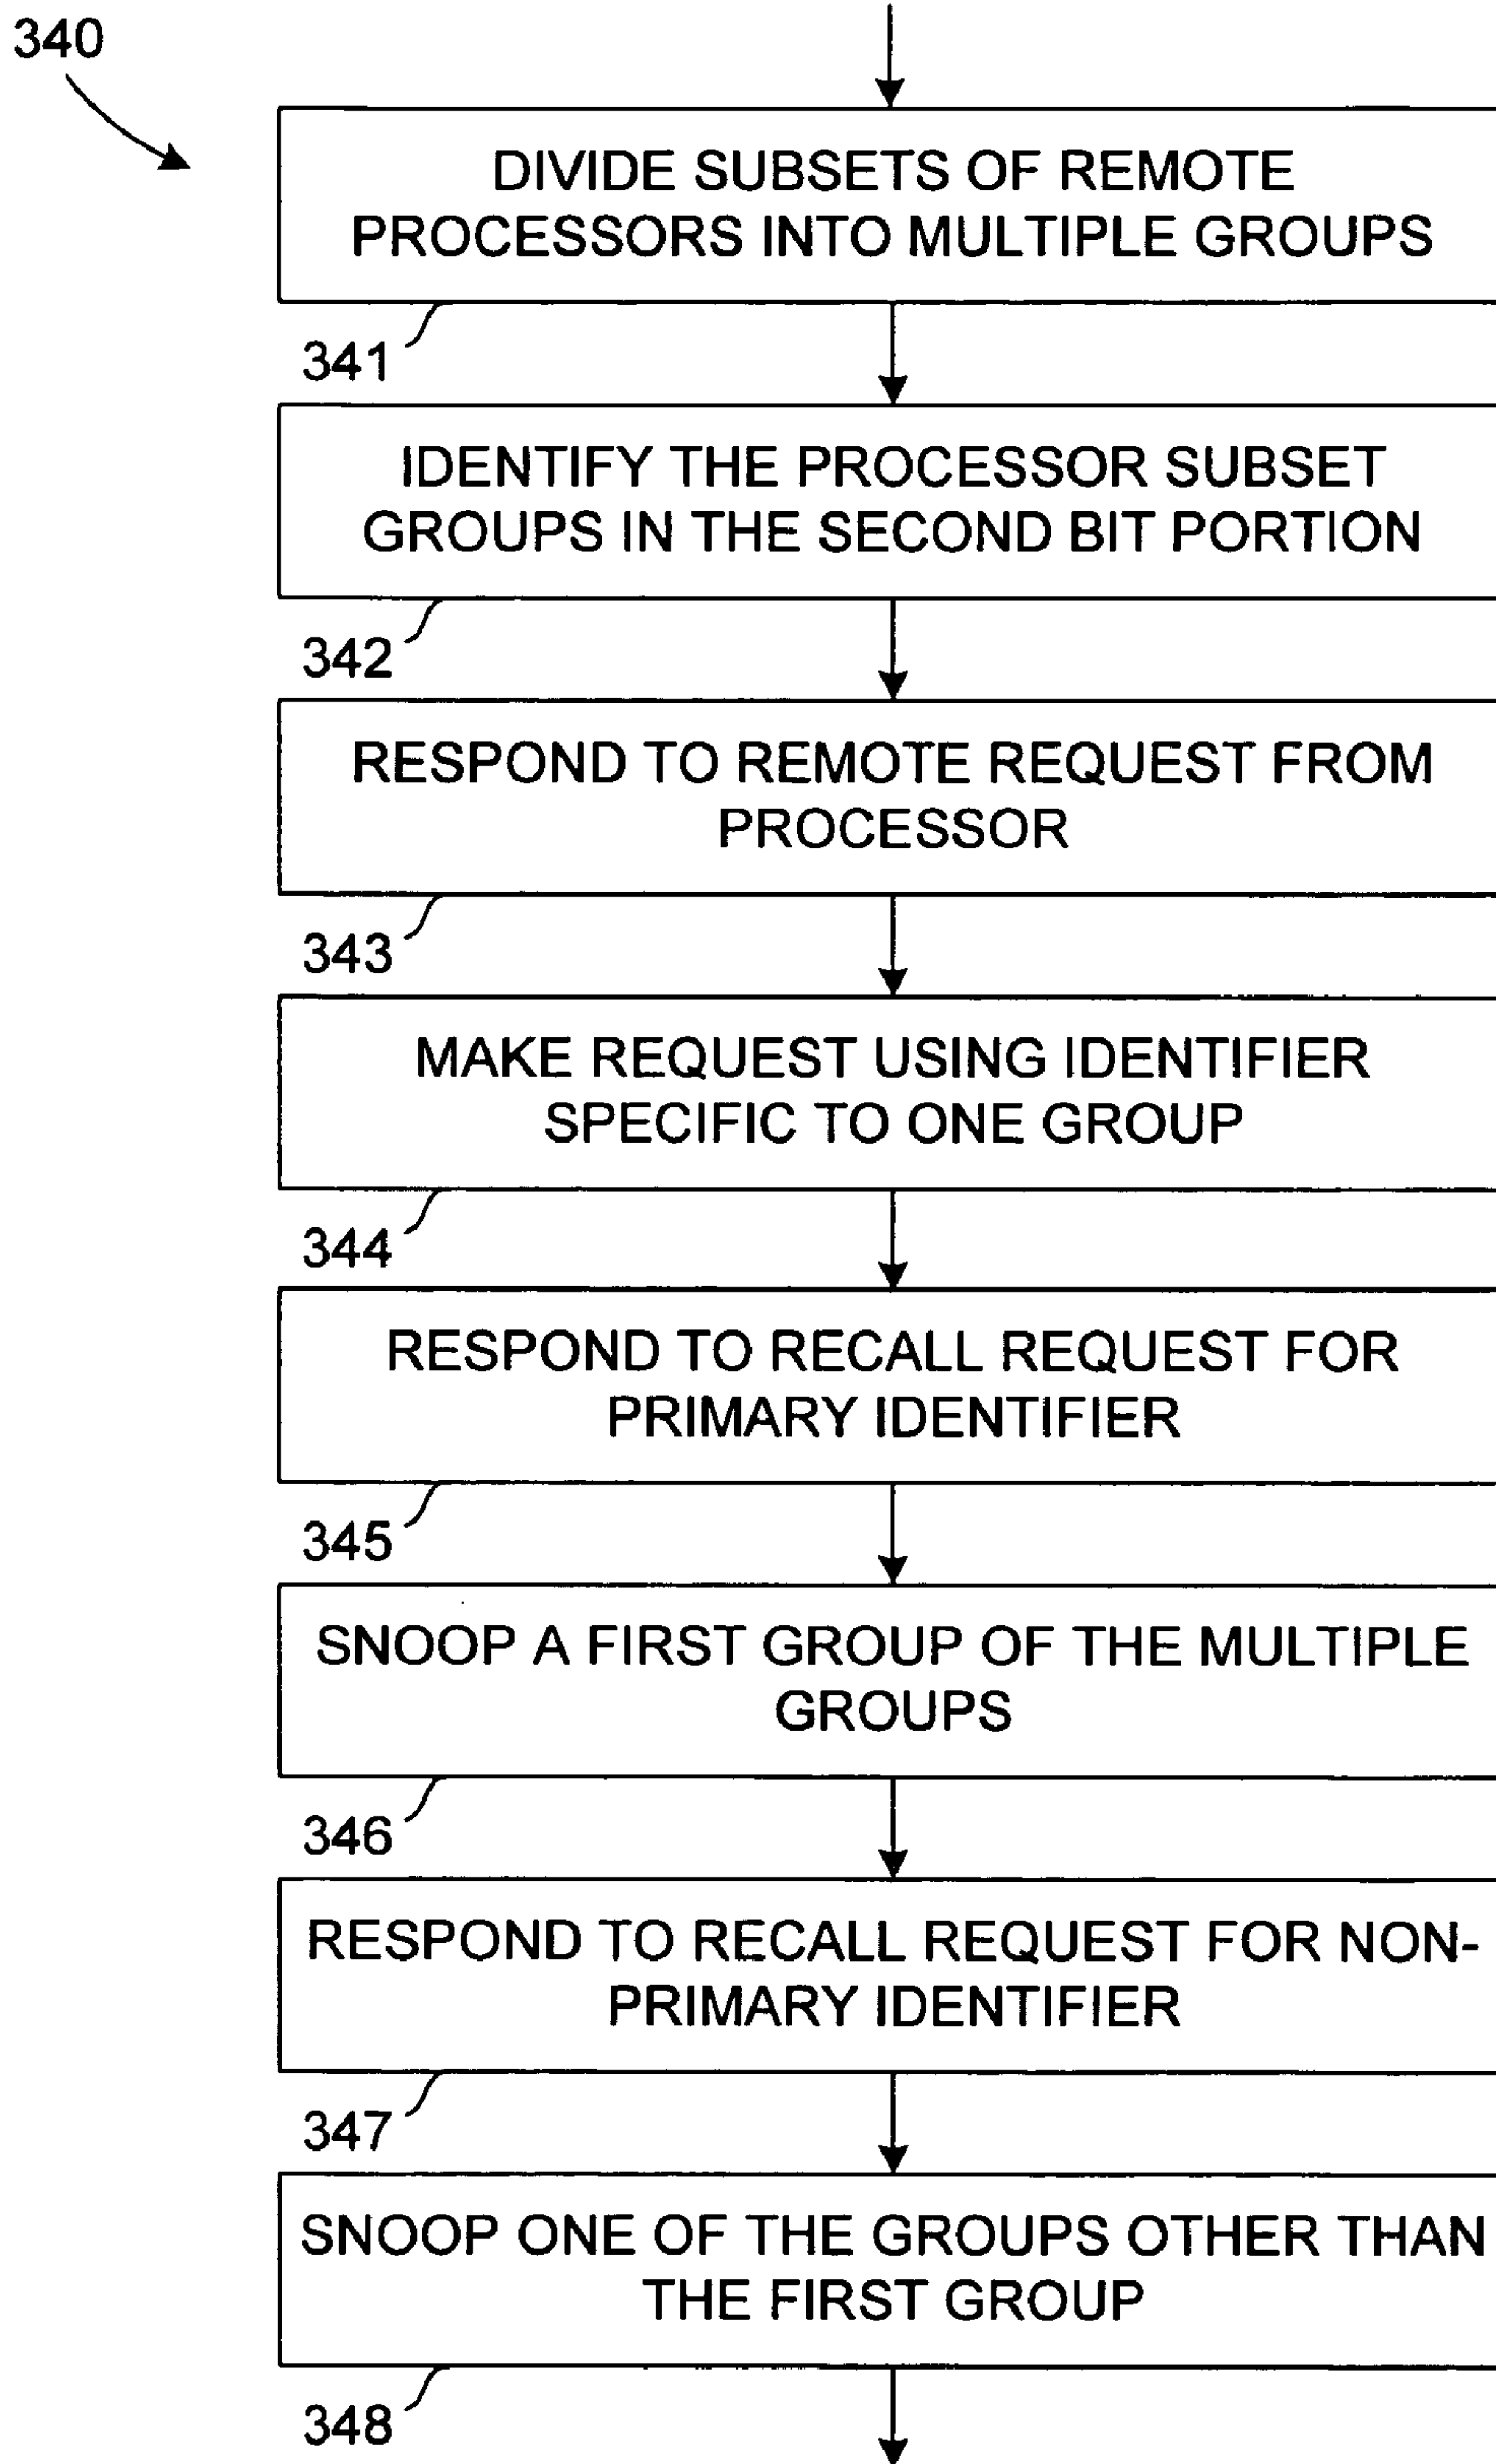 340
DIVIDE SUBSETS OF REMOTE
PROCESSORS INTO MULTIPLE GROUPS
341
IDENTIFY THE PROCESSOR SUBSET
GROUPS IN THE SECOND BIT PORTION
342
RESPOND TO REMOTE REQUEST FROM
PROCESSOR
343
MAKE REQUEST USING IDENTIFIER
SPECIFIC TO ONE GROUP
344
RESPOND TO RECALL REQUEST FOR
PRIMARY IDENTIFIER
345
SNOOP A FIRST GROUP OF THE MULTIPLE
GROUPS
346
RESPOND TO RECALL REQUEST FOR NON-
PRIMARY IDENTIFIER
347
SNOOP ONE OF THE GROUPS OTHER THAN
THE FIRST GROUP
348